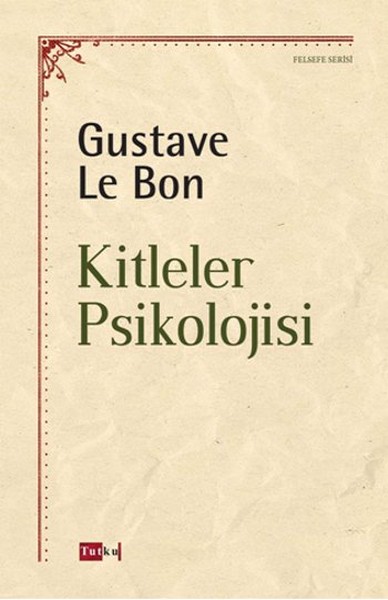 FELSEFE SERİSİ
Gustave
Le Bon
Kitleler
Psikolojisi
Tutku